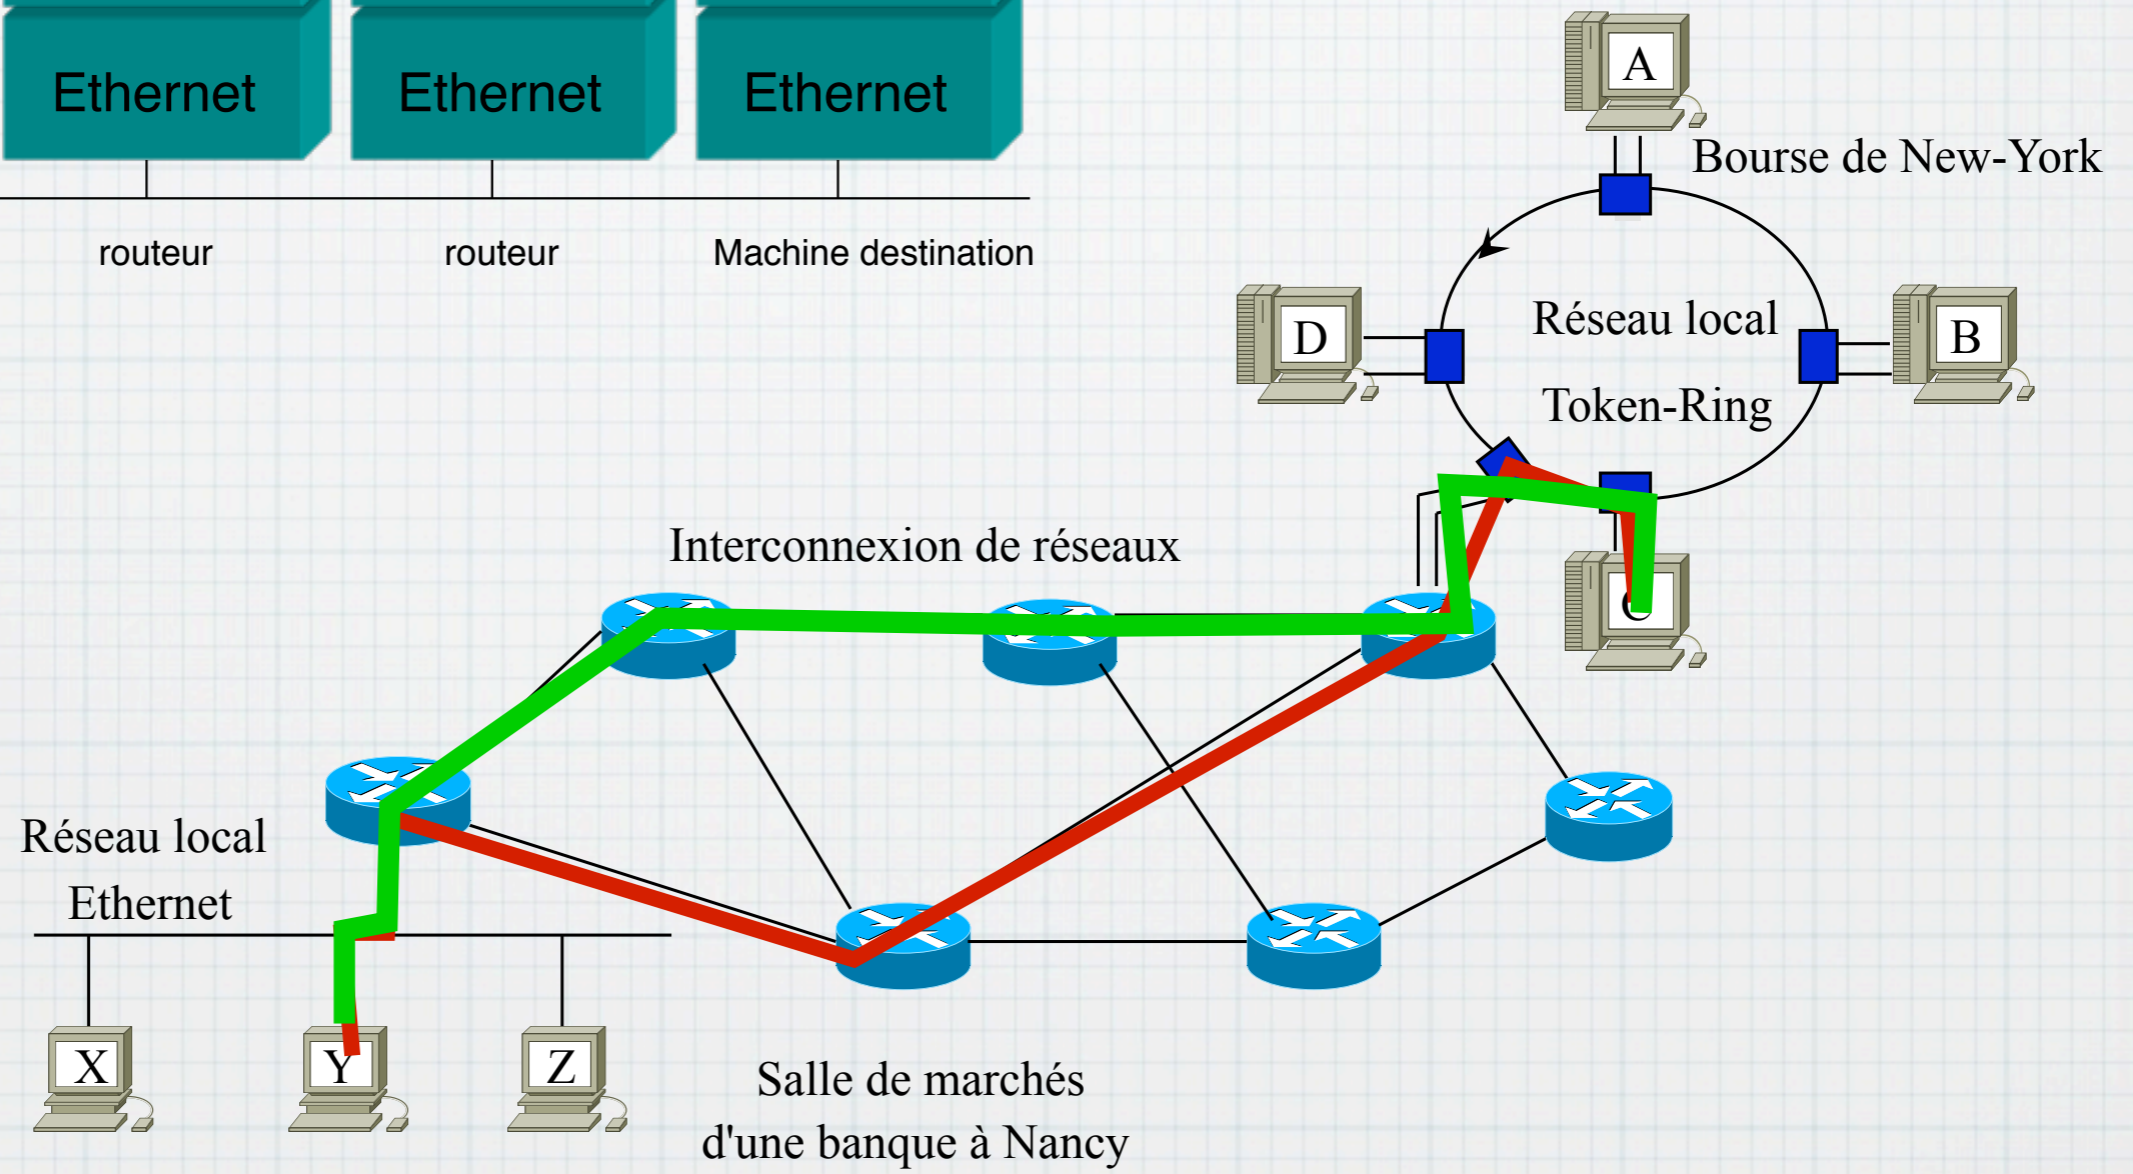 Ethernet
Ethernet
Ethernet
routeur
routeur
Machine destination
A
Bourse de New-York
D
Réseau local
Token-Ring
B
Interconnexion de réseaux
C
Réseau local
Ethernet
X
Y
Z
Salle de marchés
d'une banque à Nancy